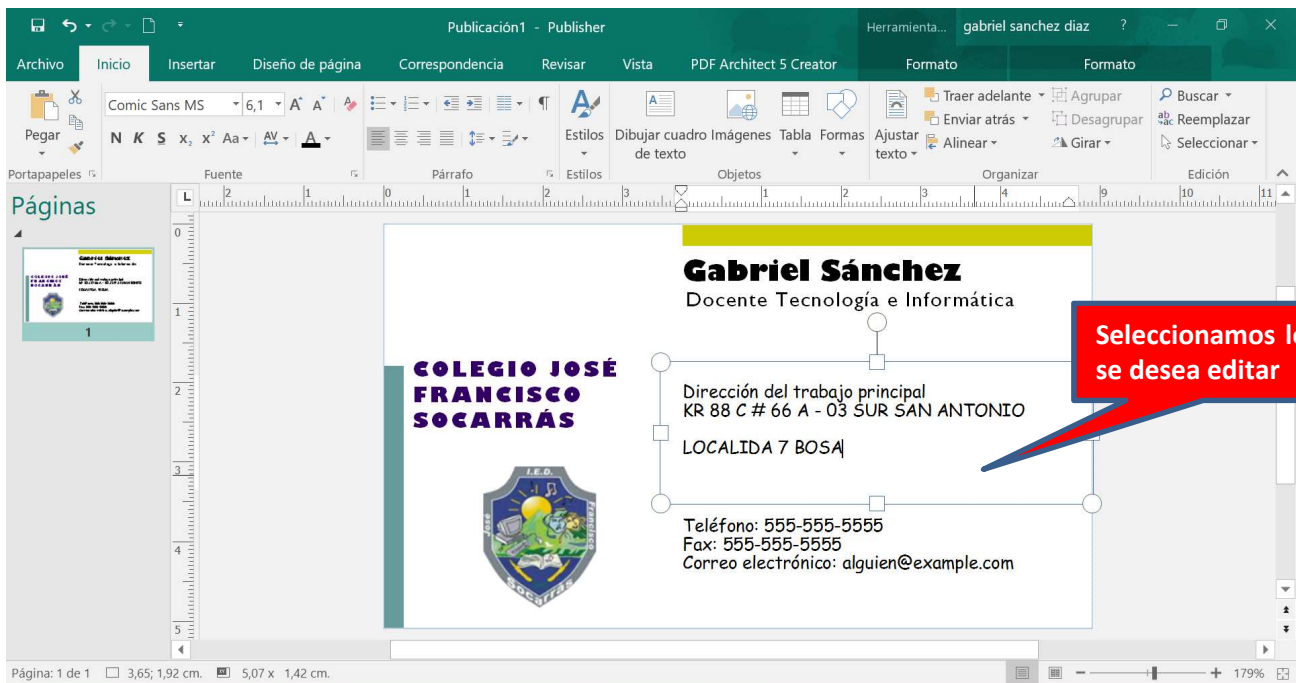 Publicación1 - Publisher
Herramienta...
gabriel sanchez diaz
?
Archivo
Inicio
Insertar
Diseño de página
Correspondencia
Revisar
Vista
PDF Architect 5 Creator
Formato
Formato
Pegar
Portapapeles
Comic Sans MS
6,1
N K S x₂ x² Aa AV A
Fuente
Párrafo
Estilos
Estilos
Dibujar cuadro de texto
Imágenes
Tabla
Formas
Objetos
Ajustar texto
Traer adelante
Enviar atrás
Alinear
Agrupar
Desagrupar
Girar
Organizar
Buscar
Reemplazar
Seleccionar
Edición
Páginas
1
Gabriel Sánchez
Docente Tecnología e Informática
COLEGIO JOSÉ
FRANCISCO
SOCARRÁS
Dirección del trabajo principal
KR 88 C # 66 A - 03 SUR SAN ANTONIO
LOCALIDA 7 BOSA
Teléfono: 555-555-5555
Fax: 555-555-5555
Correo electrónico: alguien@example.com
I.E.D.
José
Francisco
Socarrás
Seleccionamos
se desea editar
Página: 1 de 1
3,65; 1,92 cm.
5,07 x 1,42 cm.
179%